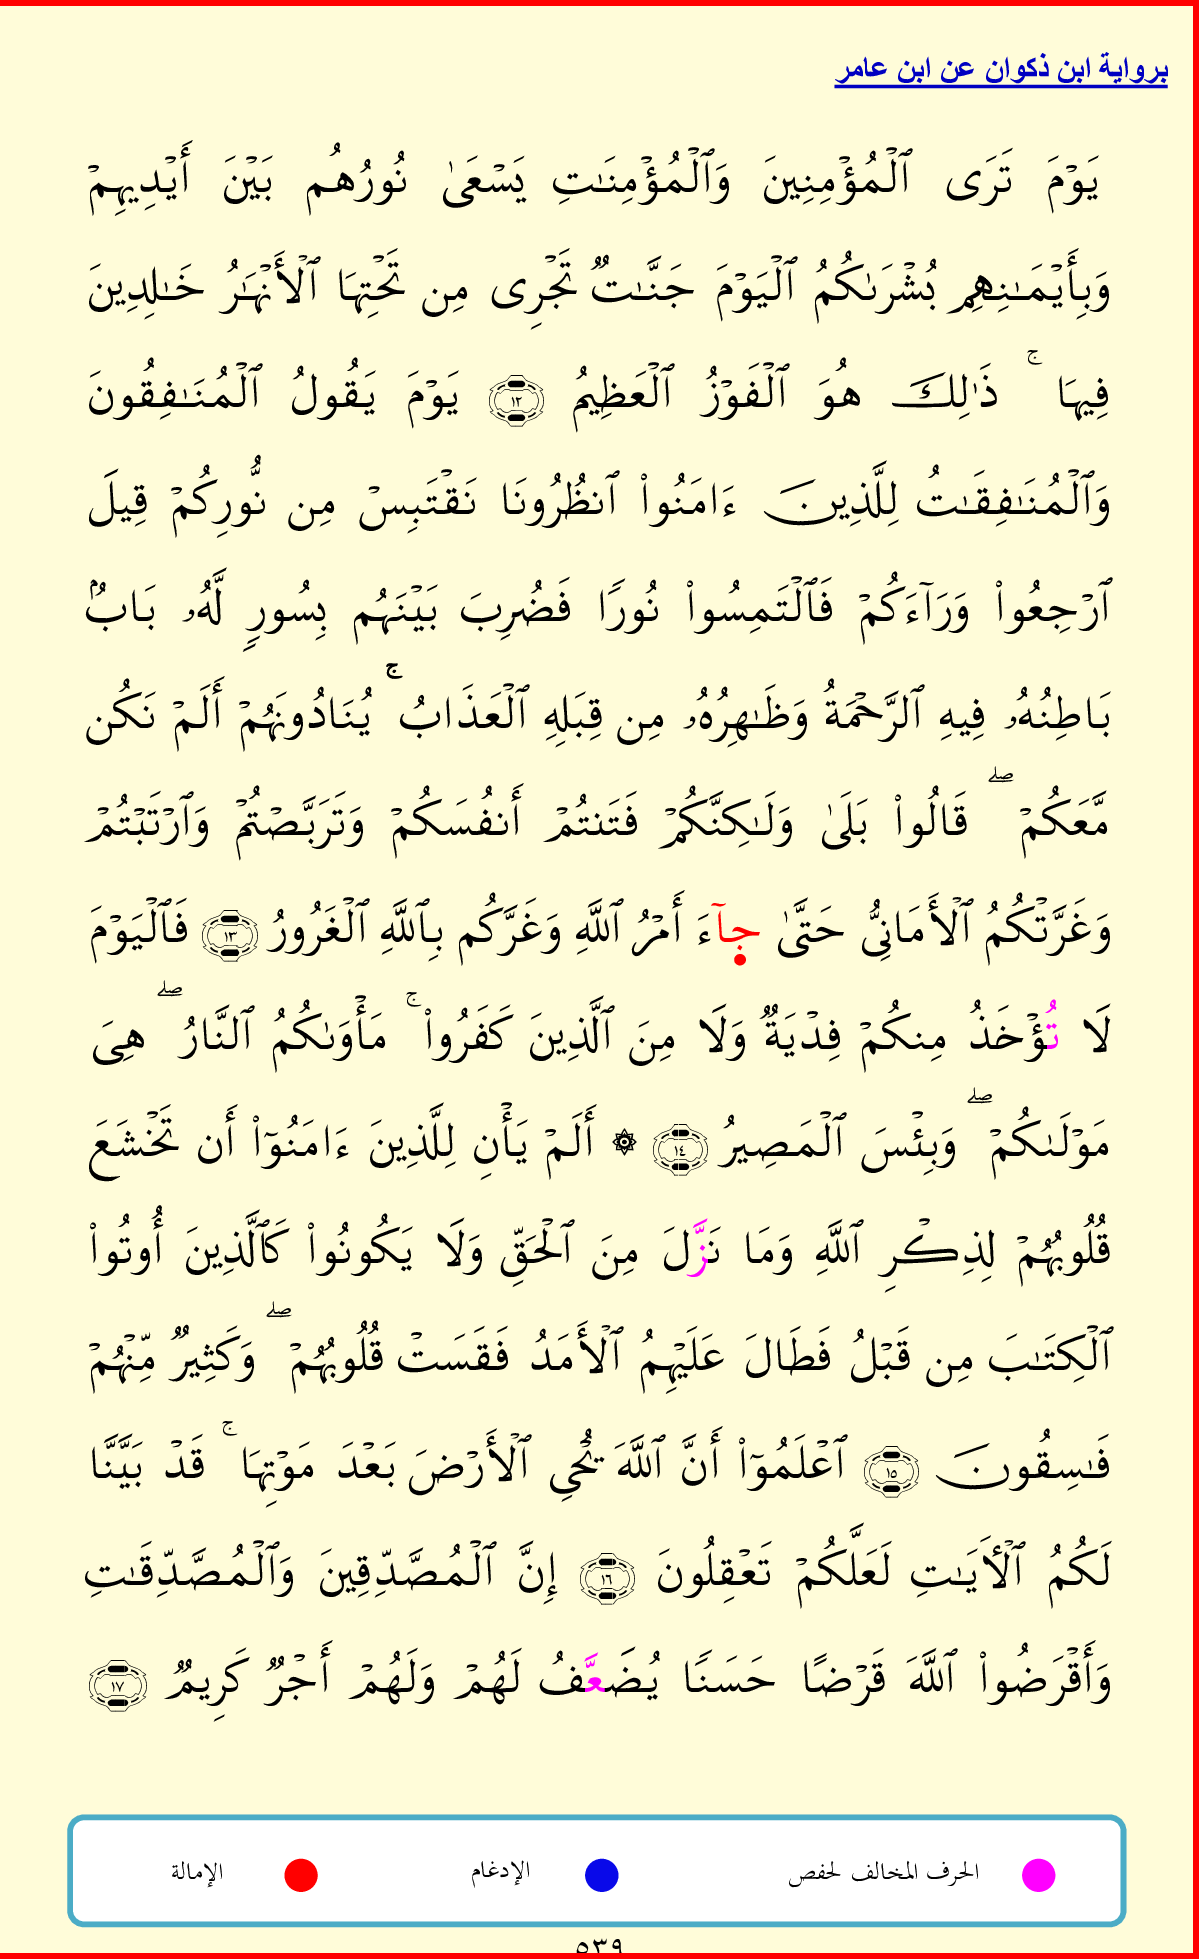 برواية ابن ذكوان عن ابن عامر
يَوۡمَ تَرَى ٱلۡمُؤۡمِنِينَ وَٱلۡمُؤۡمِنَٰتِ يَسۡعَىٰ نُورُهُم بَيۡنَ أَيۡدِيهِمۡ
وَبِأَيۡمَٰنِهِمۖ بُشۡرَىٰكُمُ ٱلۡيَوۡمَ جَنَّٰتٞ تَجۡرِى مِن تَحۡتِهَا ٱلۡأَنۡهَٰرُ خَٰلِدِينَ
فِيهَاۚ ذَٰلِكَ هُوَ ٱلۡفَوۡزُ ٱلۡعَظِيمُ ١٢ يَوۡمَ يَقُولُ ٱلۡمُنَٰفِقُونَ
وَٱلۡمُنَٰفِقَٰتُ لِلَّذِينَ ءَامَنُواْ ٱنظُرُونَا نَقۡتَبِسۡ مِن نُّورِكُمۡ قِيلَ
ٱرۡجِعُواْ وَرَآءَكُمۡ فَٱلۡتَمِسُواْ نُورٗا فَضُرِبَ بَيۡنَهُم بِسُورٖ لَّهُۥ بَابُۢ
بَاطِنُهُۥ فِيهِ ٱلرَّحۡمَةُ وَظَٰهِرُهُۥ مِن قِبَلِهِ ٱلۡعَذَابُۚ يُنَادُونَهُمۡ أَلَمۡ نَكُن
مَّعَكُمۡۖ قَالُواْ بَلَىٰ وَلَٰكِنَّكُمۡ فَتَنتُمۡ أَنفُسَكُمۡ وَتَرَبَّصۡتُمۡ وَٱرۡتَبۡتُمۡ
وَغَرَّتۡكُمُ ٱلۡأَمَانِىُّ حَتَّىٰ جَآءَ أَمۡرُ ٱللَّهِ وَغَرَّكُم بِٱللَّهِ ٱلۡغَرُورُ ١٣ فَٱلۡيَوۡمَ
لَا تُؤۡخَذُ مِنكُمۡ فِدۡيَةٞ وَلَا مِنَ ٱلَّذِينَ كَفَرُواْۚ مَأۡوَىٰكُمُ ٱلنَّارُۖ هِىَ
مَوۡلَىٰكُمۡۖ وَبِئۡسَ ٱلۡمَصِيرُ ١٤ ۞ أَلَمۡ يَأۡنِ لِلَّذِينَ ءَامَنُوٓاْ أَن تَخۡشَعَ
قُلُوبُهُمۡ لِذِكۡرِ ٱللَّهِ وَمَا نَزَّلَ مِنَ ٱلۡحَقِّ وَلَا يَكُونُواْ كَٱلَّذِينَ أُوتُواْ
ٱلۡكِتَٰبَ مِن قَبۡلُ فَطَالَ عَلَيۡهِمُ ٱلۡأَمَدُ فَقَسَتۡ قُلُوبُهُمۡۖ وَكَثِيرٞ مِّنۡهُمۡ
فَٰسِقُونَ ١٥ ٱعۡلَمُوٓاْ أَنَّ ٱللَّهَ يُحۡىِ ٱلۡأَرۡضَ بَعۡدَ مَوۡتِهَاۚ قَدۡ بَيَّنَّا
لَكُمُ ٱلۡأٓيَٰتِ لَعَلَّكُمۡ تَعۡقِلُونَ ١٦ إِنَّ ٱلۡمُصَّدِّقِينَ وَٱلۡمُصَّدِّقَٰتِ
وَأَقۡرَضُواْ ٱللَّهَ قَرۡضًا حَسَنٗا يُضَعَّفُ لَهُمۡ وَلَهُمۡ أَجۡرٞ كَرِيمٞ ١٧
الحرف المخالف لحفص الإدغام الإمالة
٥٣٩